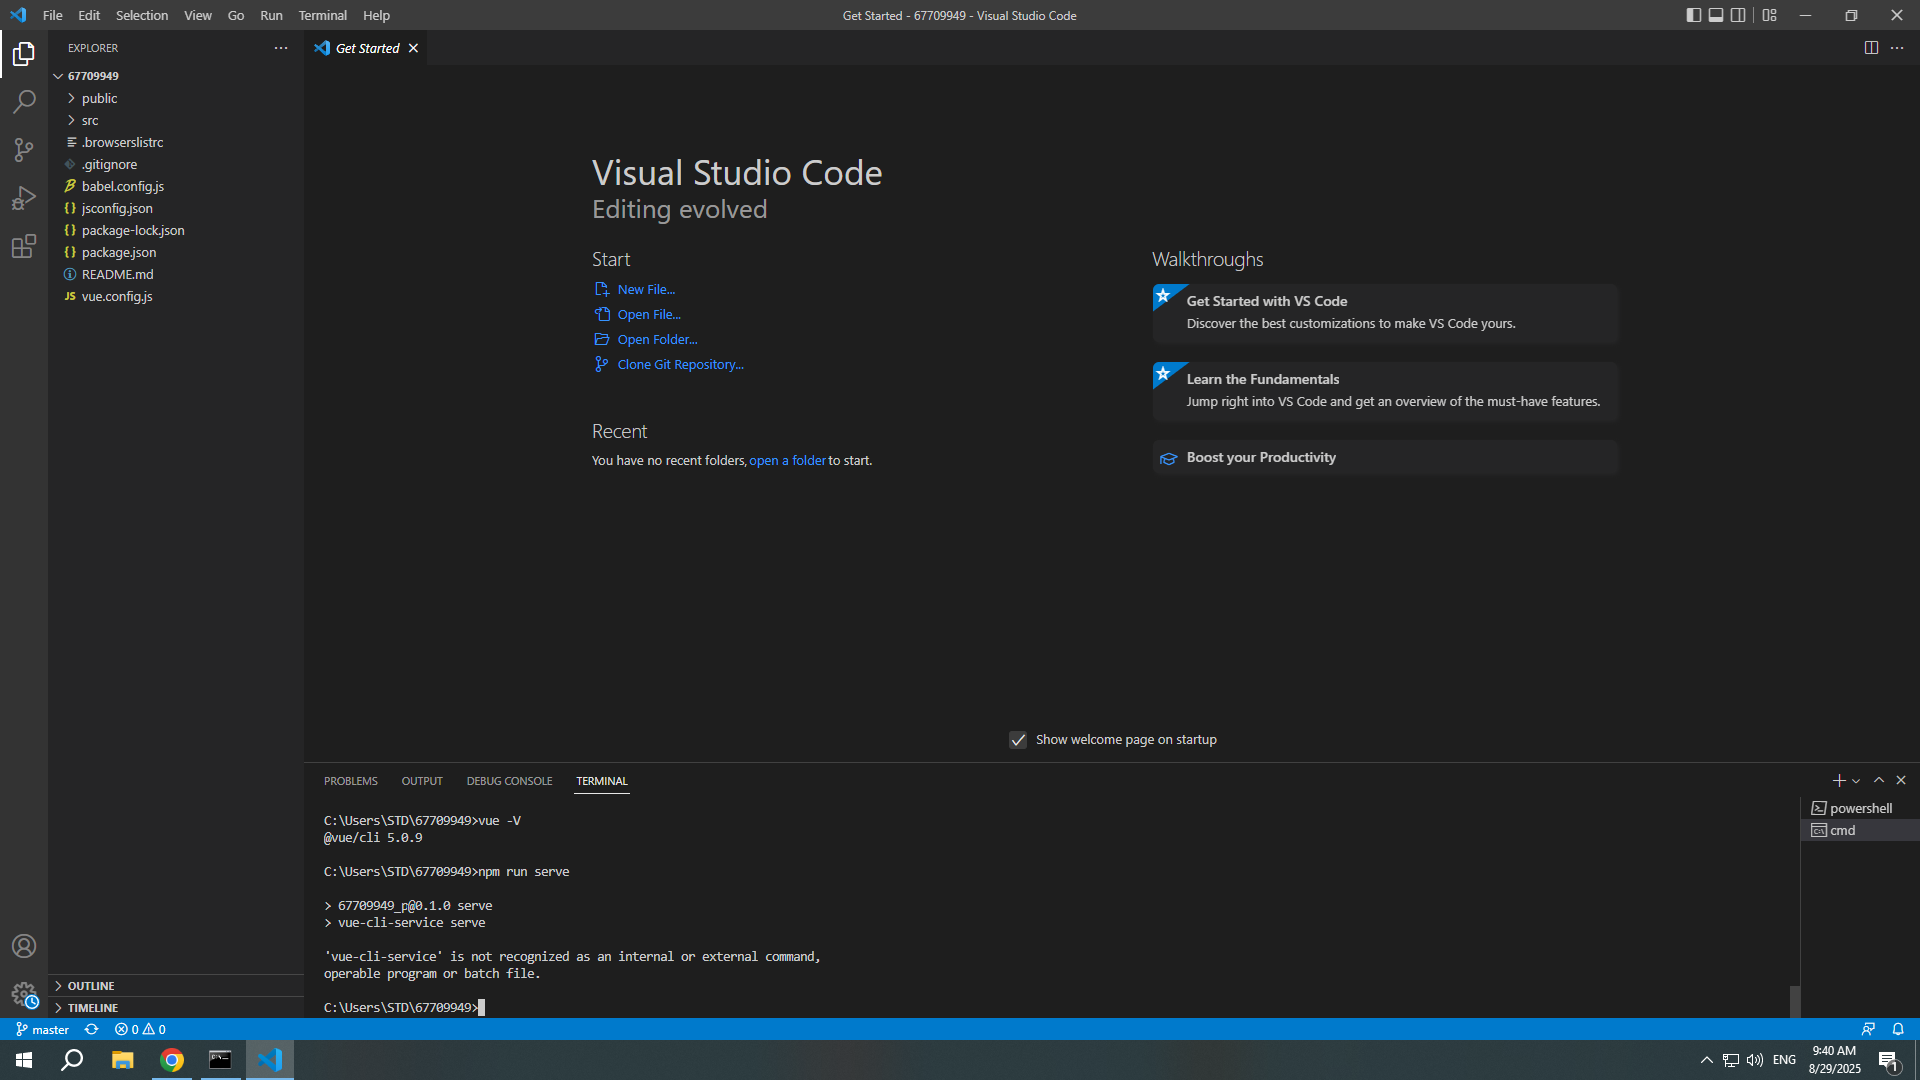 File Edit Selection View Go Run Terminal Help
Get Started - 67709949 - Visual Studio Code
EXPLORER
67709949
public
src
.browserslistrc
.gitignore
babel.config.js
jsconfig.json
package-lock.json
package.json
README.md
vue.config.js
OUTLINE
TIMELINE
Get Started
Visual Studio Code
Editing evolved
Start
New File...
Open File...
Open Folder...
Clone Git Repository...
Recent
You have no recent folders, open a folder to start.
Walkthroughs
Get Started with VS Code
Discover the best customizations to make VS Code yours.
Learn the Fundamentals
Jump right into VS Code and get an overview of the must-have features.
Boost your Productivity
Show welcome page on startup
PROBLEMS OUTPUT DEBUG CONSOLE TERMINAL
C:\Users\STD\67709949>vue -V
@vue/cli 5.0.9
C:\Users\STD\67709949>npm run serve
> 67709949_p@0.1.0 serve
> vue-cli-service serve
'vue-cli-service' is not recognized as an internal or external command,
operable program or batch file.
C:\Users\STD\67709949>
powershell
cmd
master
0 0
ENG
9:40 AM
8/29/2025
1